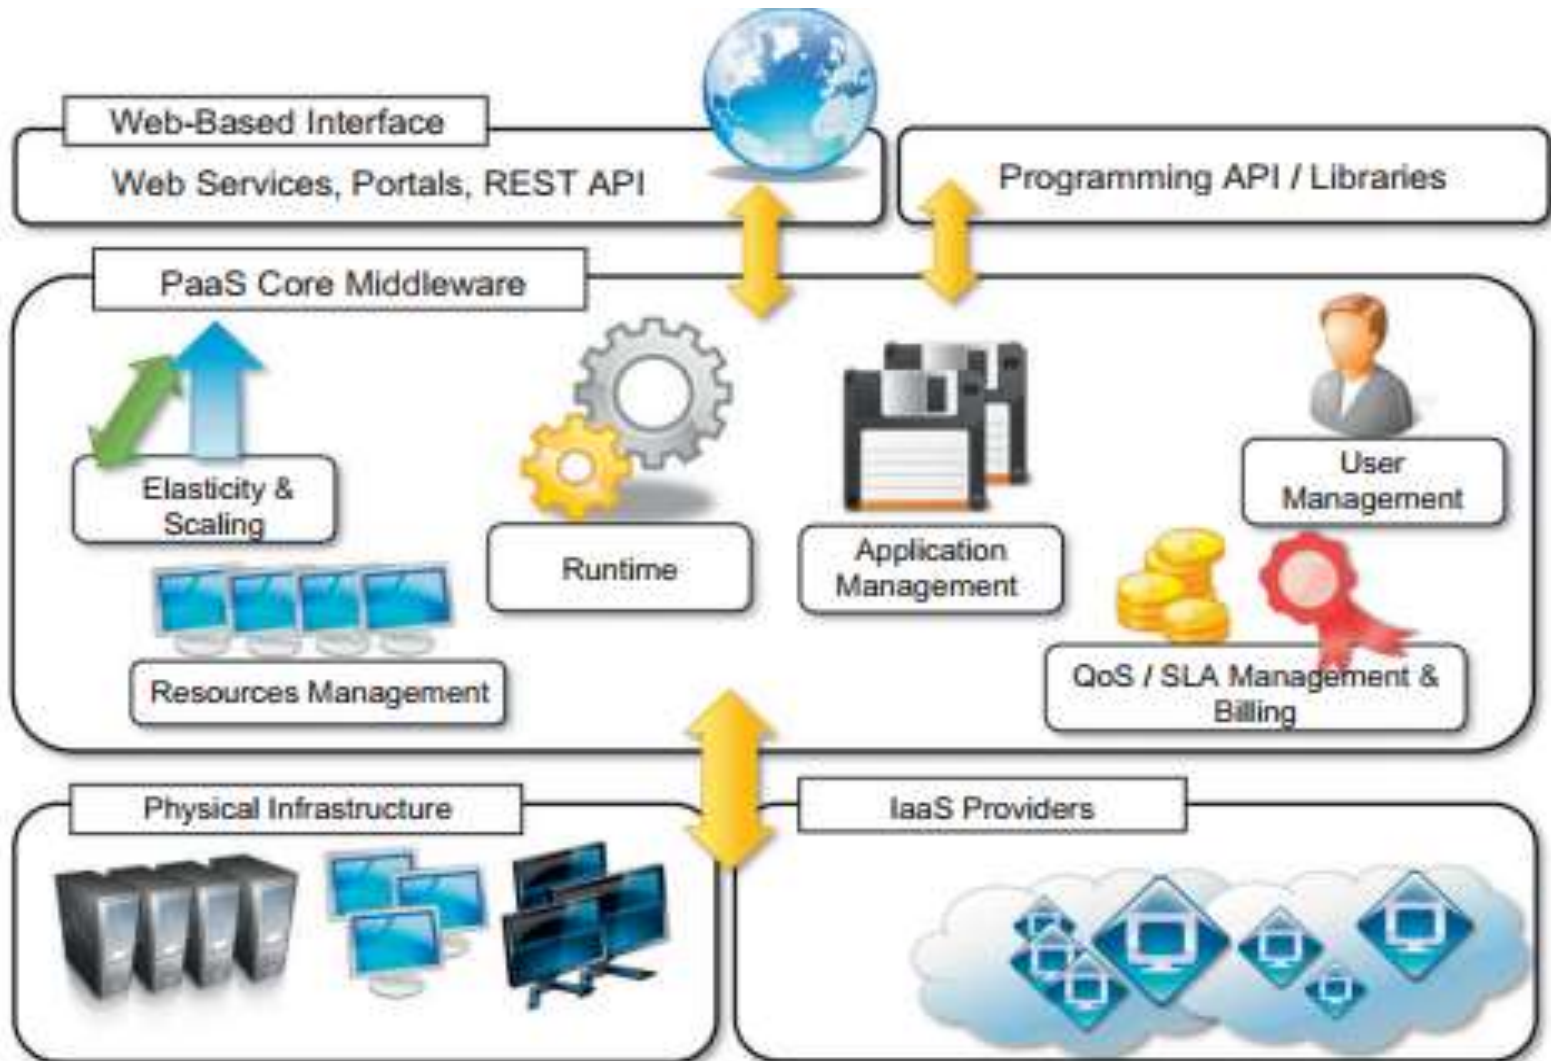 Web-Based Interface
Web Services, Portals, REST API
Programming API / Libraries
PaaS Core Middleware
Elasticity &
Scaling
Runtime
Application
Management
User
Management
Resources Management
QoS / SLA Management &
Billing
Physical Infrastructure
IaaS Providers